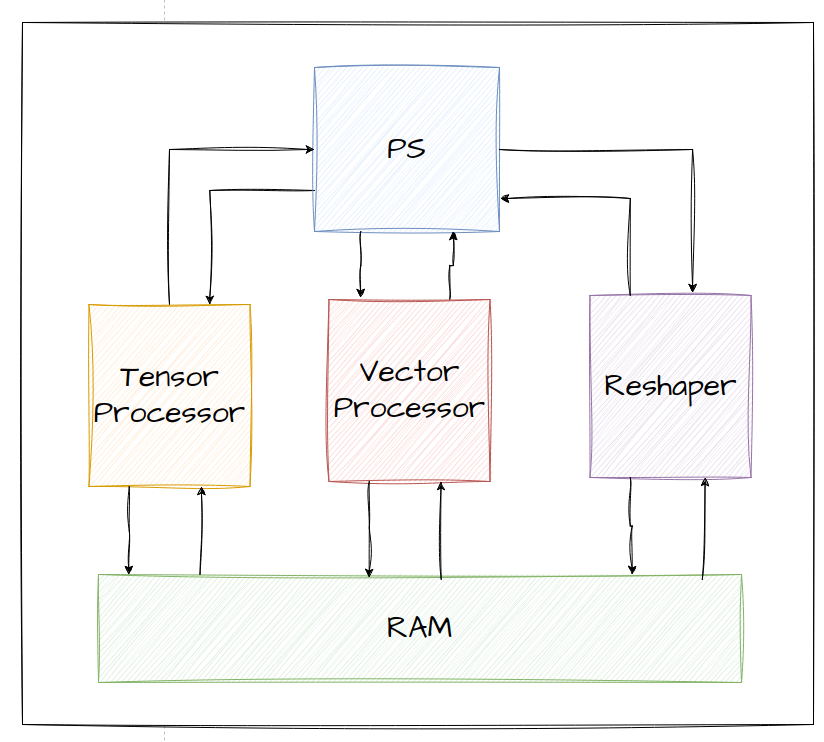 PS
Tensor
Processor
Vector
Processor
Reshaper
RAM